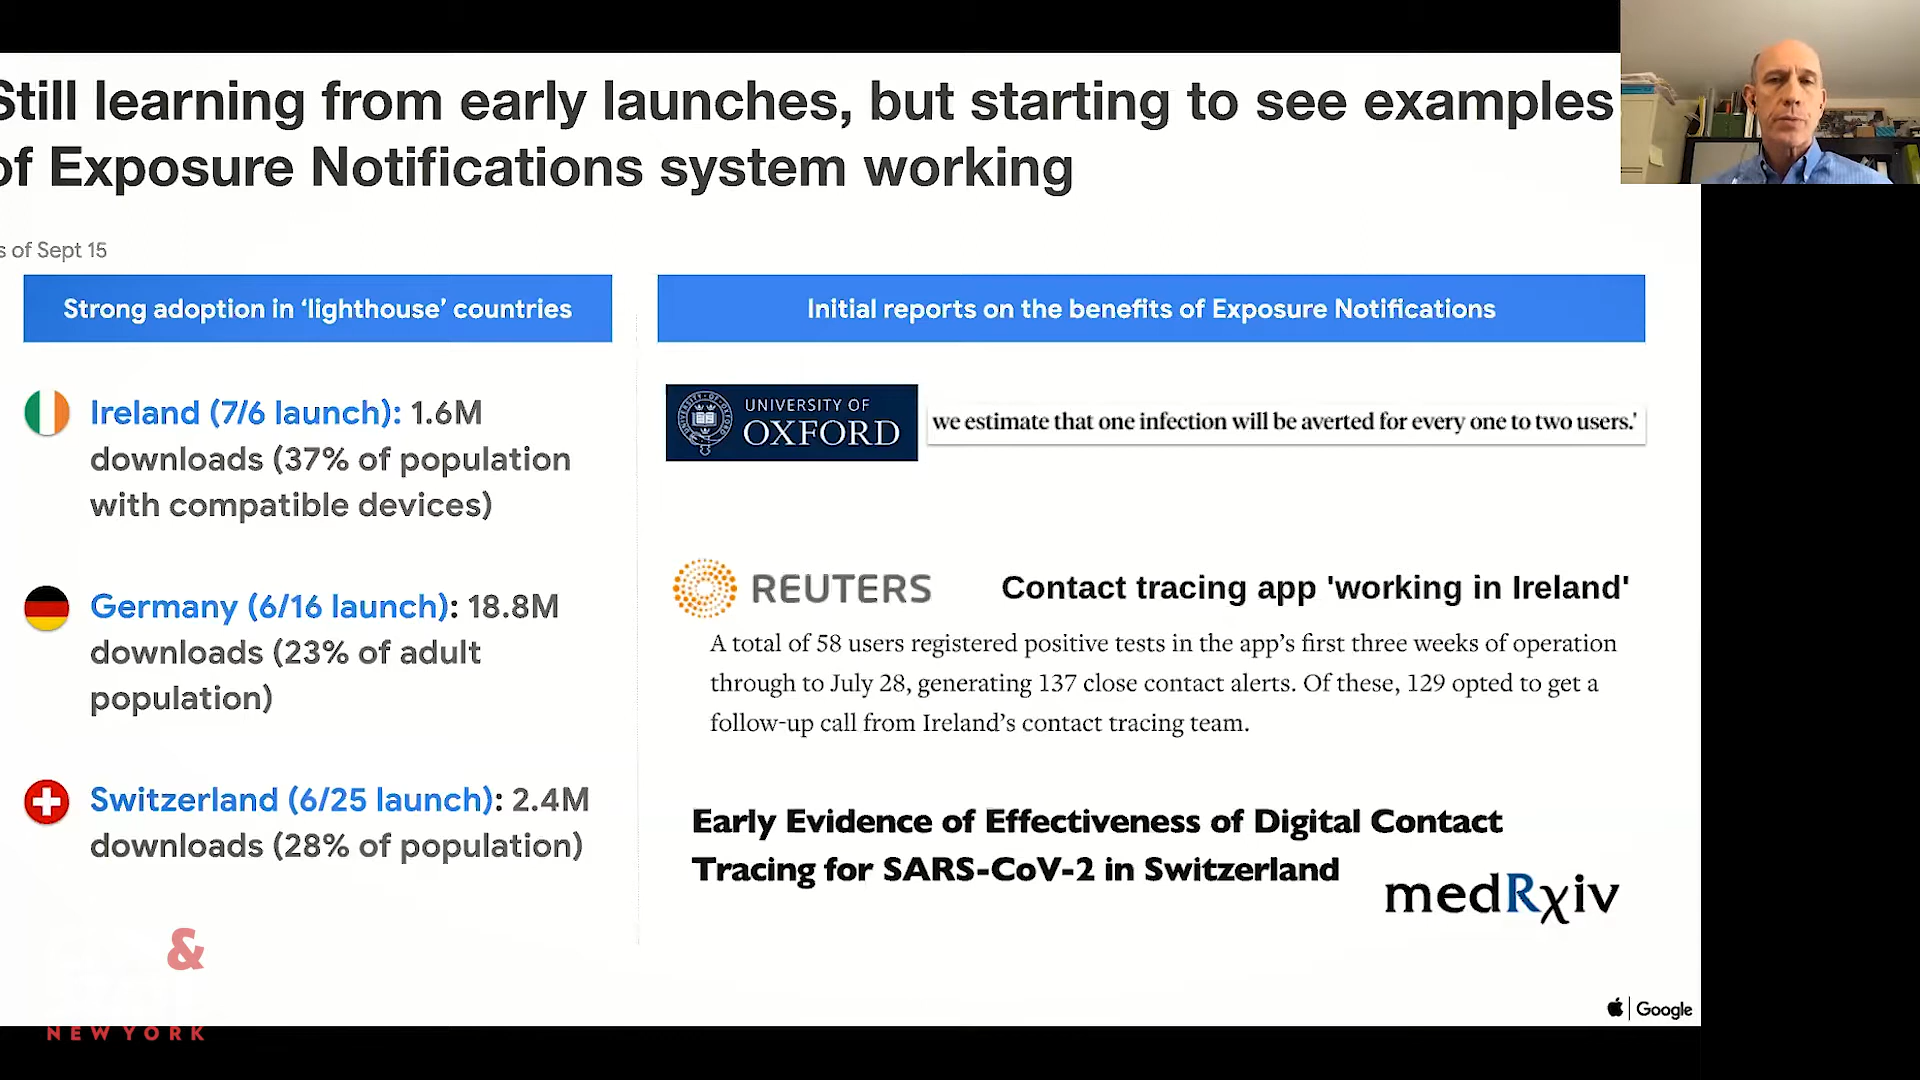 Still learning from early launches, but starting to see examples
of Exposure Notifications system working
s of Sept 15
Strong adoption in ‘lighthouse’ countries
Ireland (7/6 launch): 1.6M
downloads (37% of population
with compatible devices)
Germany (6/16 launch): 18.8M
downloads (23% of adult
population)
Switzerland (6/25 launch): 2.4M
downloads (28% of population)
Initial reports on the benefits of Exposure Notifications
UNIVERSITY OF
OXFORD
we estimate that one infection will be averted for every one to two users.'
REUTERS
Contact tracing app 'working in Ireland'
A total of 58 users registered positive tests in the app’s first three weeks of operation
through to July 28, generating 137 close contact alerts. Of these, 129 opted to get a
follow-up call from Ireland’s contact tracing team.
Early Evidence of Effectiveness of Digital Contact
Tracing for SARS-CoV-2 in Switzerland
medRχiv
&
NEW YORK
Google